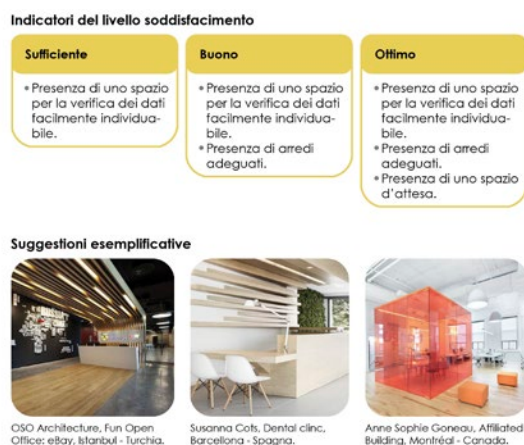 Indicatori del livello soddisfacimento
Sufficiente
• Presenza di uno spazio
per la verifica dei dati
facilmente individua-
bile.
Buono
• Presenza di uno spazio
per la verifica dei dati
facilmente individua-
bile.
• Presenza di arredi
adeguati.
Ottimo
• Presenza di uno spazio
per la verifica dei dati
facilmente individua-
bile.
• Presenza di arredi
adeguati.
• Presenza di uno spazio
d'attesa.
Suggestioni esemplificative
OSO Architecture, Fun Open
Office: eBay, Istanbul - Turchia.
Susanna Cots, Dental clinc,
Barcellona - Spagna.
Anne Sophie Goneau, Affiliated
Building, Montréal - Canada.